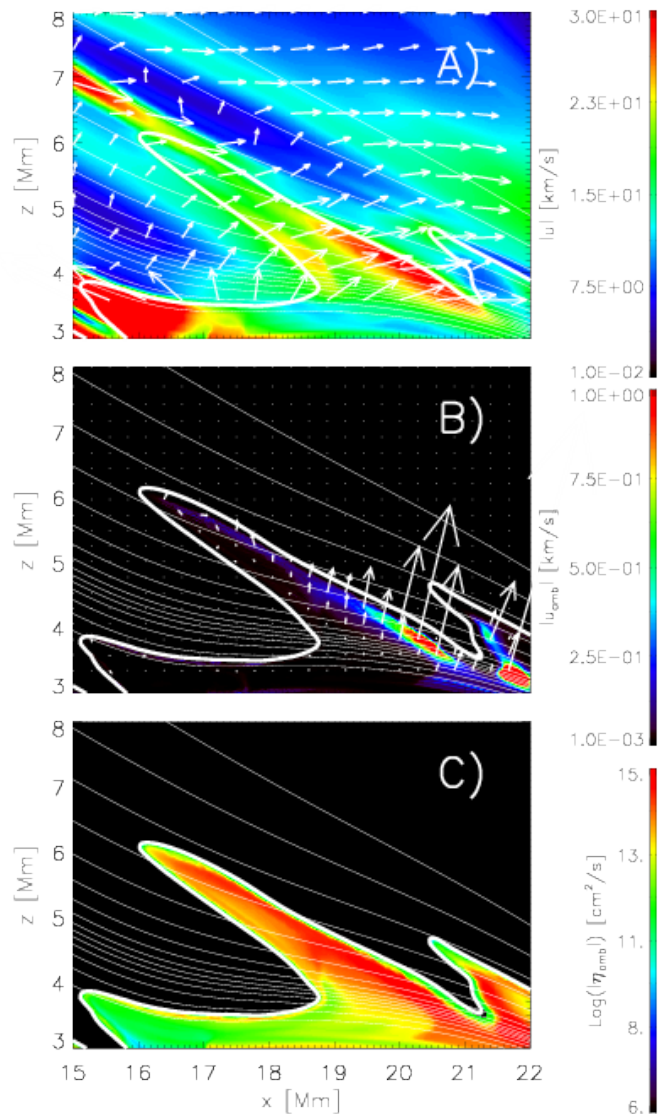 8
7
6
5
4
3
z [Mm]
A)
3.0E+01
2.3E+01
1.5E+01
7.5E+00
1.0E−02
|u| [km/s]
8
7
6
5
4
3
z [Mm]
B)
1.0E+00
7.5E−01
5.0E−01
2.5E−01
1.0E−03
|u_amb| [km/s]
8
7
6
5
4
3
z [Mm]
C)
15.
13.
11.
8.
6.
Log(|η_amb|) [cm²/s]
15 16 17 18 19 20 21 22
x [Mm]